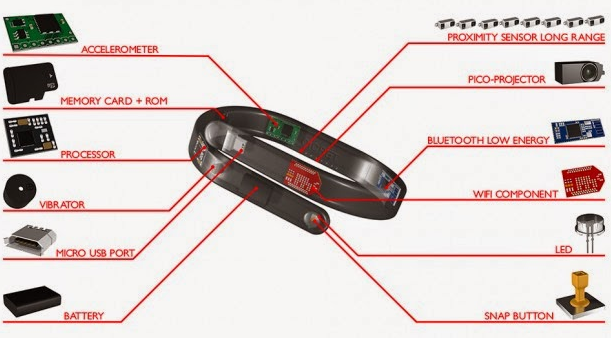 ACCELEROMETER
MEMORY CARD + ROM
PROCESSOR
VIBRATOR
MICRO USB PORT
BATTERY
PROXIMITY SENSOR LONG RANGE
PICO-PROJECTOR
BLUETOOTH LOW ENERGY
WIFI COMPONENT
LED
SNAP BUTTON